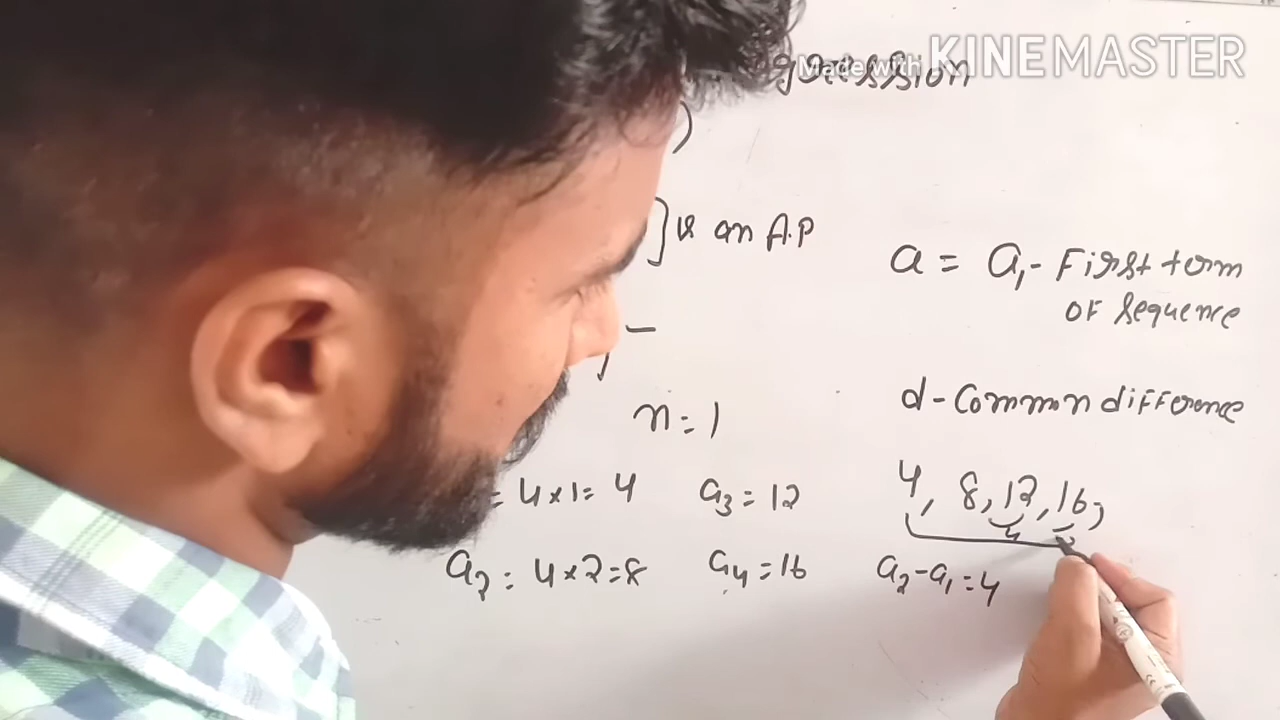 Made with KINEMASTER
gression
)
] is an A.P
a = a₁ - First term
of sequence
d - Common difference
n = 1
= 4 × 1 = 4
a₃ = 12
4, 8, 12, 16,
4
a₂ = 4 × 2 = 8
a₄ = 16
a₂ - a₁ = 4